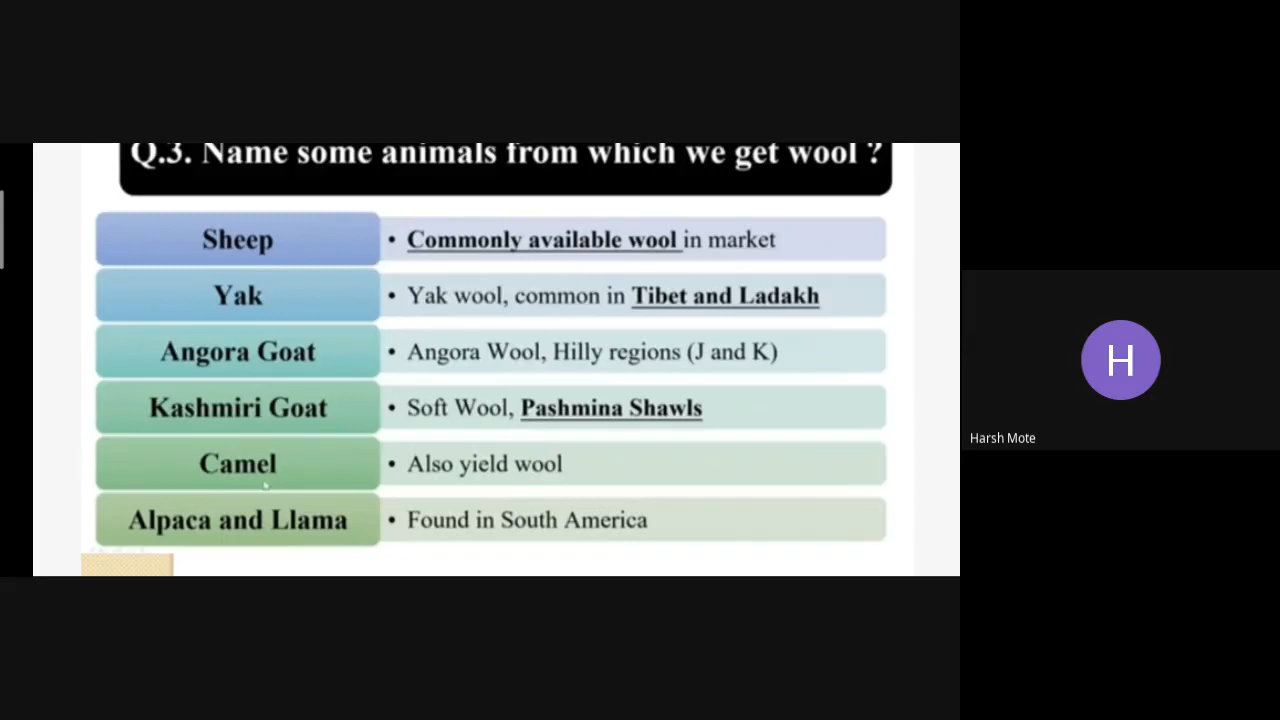 Q.3. Name some animals from which we get wool ?
Sheep
• Commonly available wool in market
Yak
• Yak wool, common in Tibet and Ladakh
Angora Goat
• Angora Wool, Hilly regions (J and K)
Kashmiri Goat
• Soft Wool, Pashmina Shawls
Camel
• Also yield wool
Alpaca and Llama
• Found in South America
H
Harsh Mote